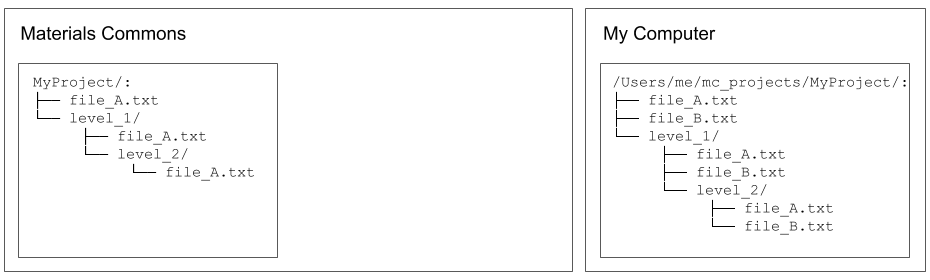 Materials Commons
MyProject/:
├── file_A.txt
└── level_1/
    ├── file_A.txt
    └── level_2/
        └── file_A.txt
My Computer
/Users/me/mc_projects/MyProject/:
├── file_A.txt
├── file_B.txt
└── level_1/
    ├── file_A.txt
    ├── file_B.txt
    └── level_2/
        ├── file_A.txt
        └── file_B.txt